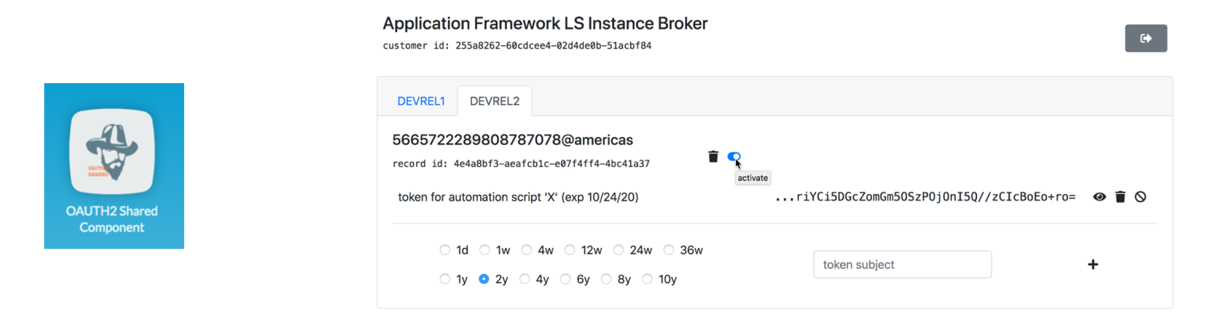 Application Framework LS Instance Broker
customer id: 255a8262-60cdcee4-02d4de0b-51acbf84
DEVREL1 DEVREL2
5665722289808787078@americas
record id: 4e4a8bf3-aeafcb1c-e07f4ff4-4bc41a37
activate
token for automation script 'X' (exp 10/24/20) ...riYCi5DGcZomGm5OSzPOjOnI5Q//zCIcBoEo+ro=
OAUTH
SHARED
OAUTH2 Shared
Component
1d 1w 4w 12w 24w 36w
token subject
1y 2y 4y 6y 8y 10y